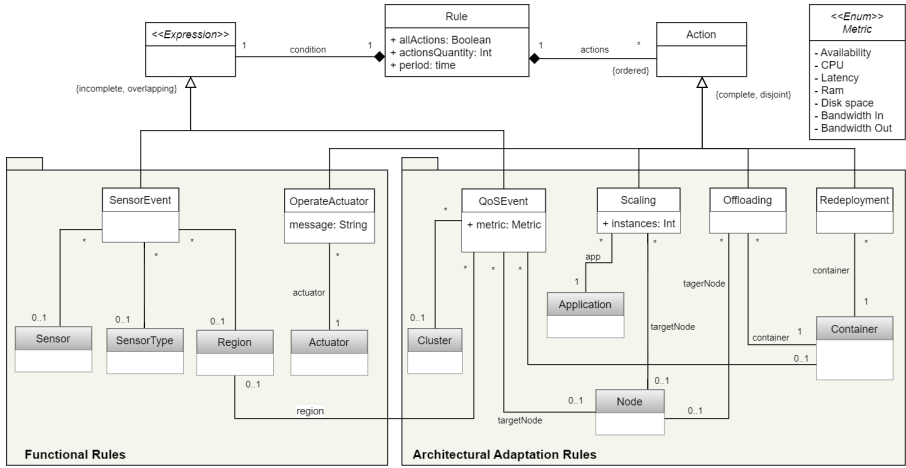 <<Expression>>
1
condition
1
Rule
+ allActions: Boolean
+ actionsQuantity: Int
+ period: time
1
actions
*
{ordered}
Action
<<Enum>>
Metric
- Availability
- CPU
- Latency
- Ram
- Disk space
- Bandwidth In
- Bandwidth Out
{incomplete, overlapping}
{complete, disjoint}
SensorEvent
*
*
*
OperateActuator
message: String
*
QoSEvent
+ metric: Metric
*
*
*
*
Scaling
+ instances: Int
*
*
Offloading
*
*
Redeployment
*
app
1
actuator
tagerNode
container
1
Application
targetNode
0..1
Sensor
0..1
SensorType
0..1
Region
1
Actuator
0..1
Cluster
container
1
Container
0..1
0..1
region
0..1
Node
0..1
0..1
targetNode
Functional Rules
Architectural Adaptation Rules